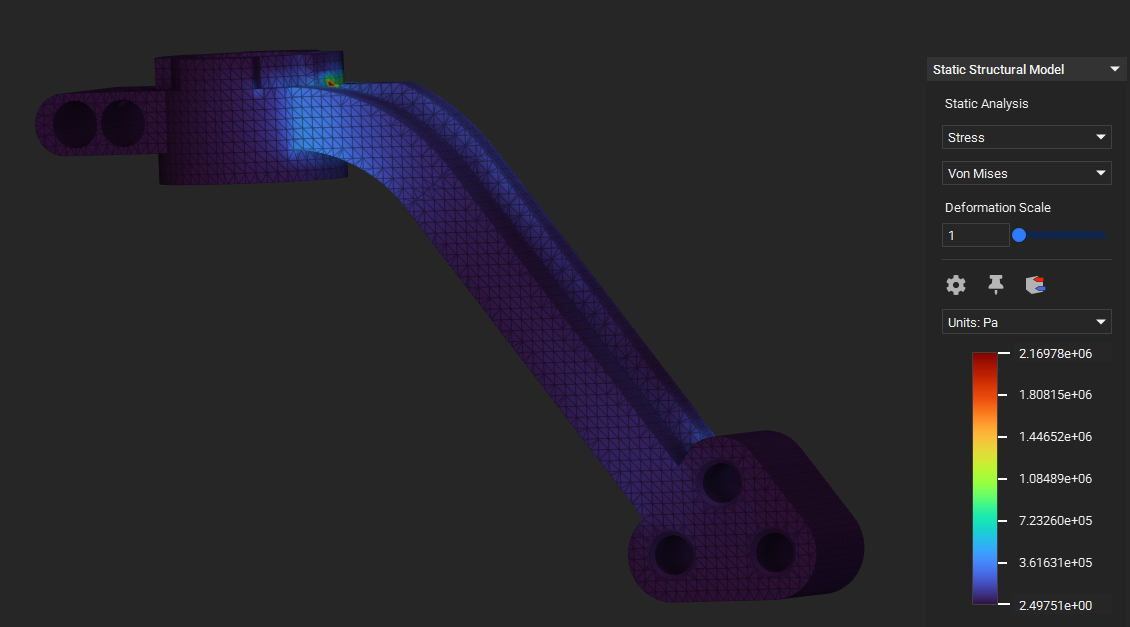 Static Structural Model
Static Analysis
Stress
Von Mises
Deformation Scale
1
Units: Pa
2.16978e+06
1.80815e+06
1.44652e+06
1.08489e+06
7.23260e+05
3.61631e+05
2.49751e+00